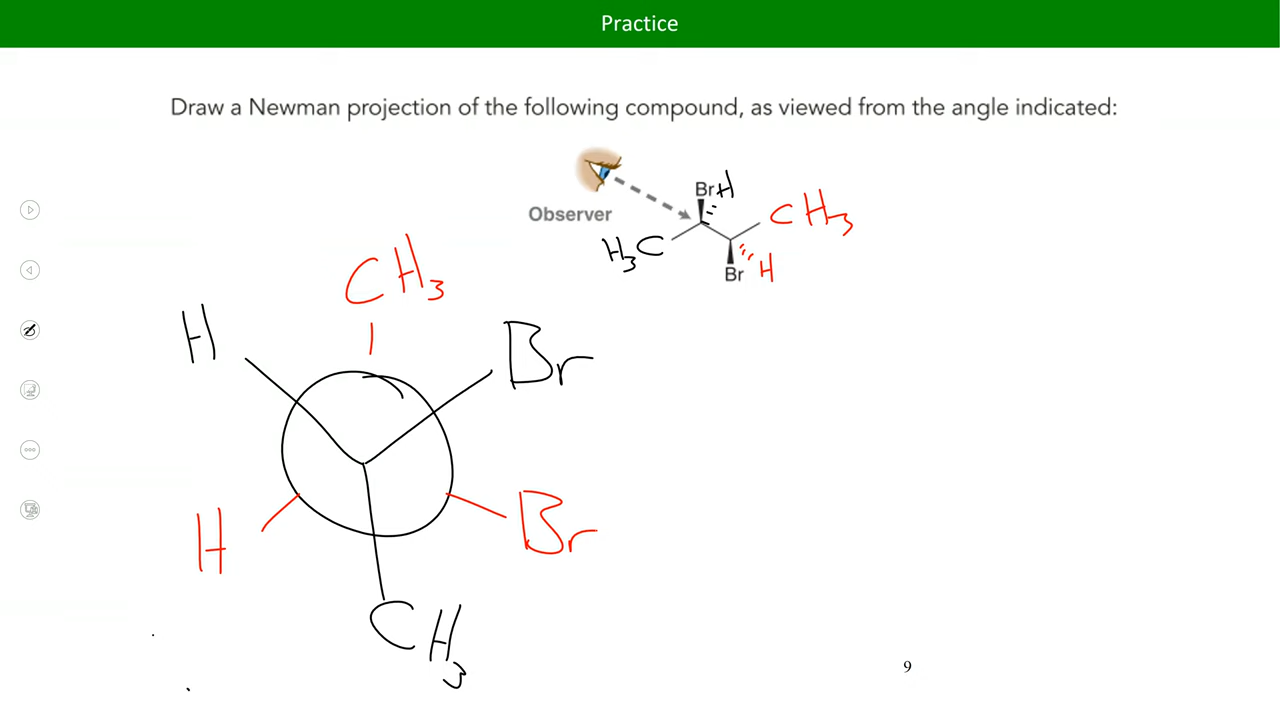 Practice
Draw a Newman projection of the following compound, as viewed from the angle indicated:
Observer
Br H
H₃C
CH₃
Br H
CH₃
H
Br
H
Br
CH₃
9